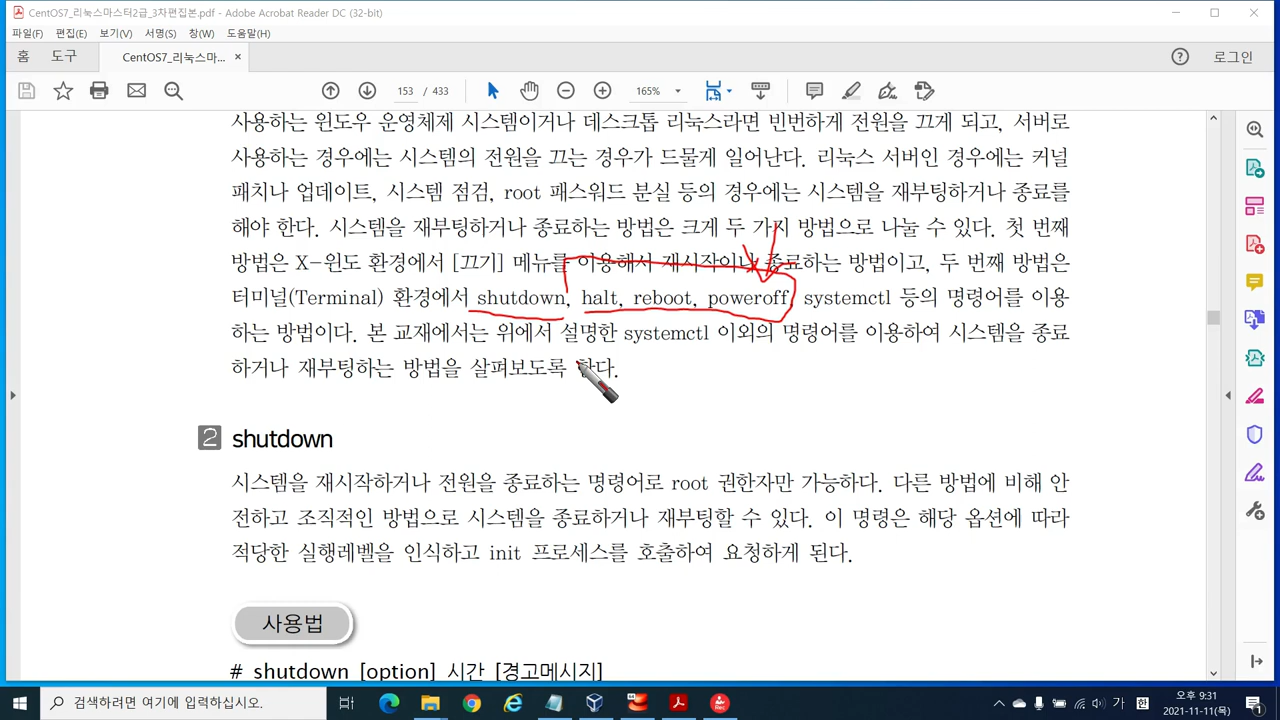 CentOS7_리눅스마스터2급_3차편집본.pdf - Adobe Acrobat Reader DC (32-bit)
파일(F) 편집(E) 보기(V) 서명(S) 창(W) 도움말(H)
홈 도구 CentOS7_리눅스마... × 로그인
153 / 433 165%
사용하는 윈도우 운영체제 시스템이거나 데스크톱 리눅스라면 빈번하게 전원을 끄게 되고, 서버로
사용하는 경우에는 시스템의 전원을 끄는 경우가 드물게 일어난다. 리눅스 서버인 경우에는 커널
패치나 업데이트, 시스템 점검, root 패스워드 분실 등의 경우에는 시스템을 재부팅하거나 종료를
해야 한다. 시스템을 재부팅하거나 종료하는 방법은 크게 두 가지 방법으로 나눌 수 있다. 첫 번째
방법은 X-윈도 환경에서 [끄기] 메뉴를 이용해서 재시작이나 종료하는 방법이고, 두 번째 방법은
터미널(Terminal) 환경에서 shutdown, halt, reboot, poweroff, systemctl 등의 명령어를 이용
하는 방법이다. 본 교재에서는 위에서 설명한 systemctl 이외의 명령어를 이용하여 시스템을 종료
하거나 재부팅하는 방법을 살펴보도록 한다.
2 shutdown
시스템을 재시작하거나 전원을 종료하는 명령어로 root 권한자만 가능하다. 다른 방법에 비해 안
전하고 조직적인 방법으로 시스템을 종료하거나 재부팅할 수 있다. 이 명령은 해당 옵션에 따라
적당한 실행레벨을 인식하고 init 프로세스를 호출하여 요청하게 된다.
사용법
# shutdown [option] 시간 [경고메시지]
검색하려면 여기에 입력하십시오.
Rec
가 한 오후 9:31
2021-11-11(목)
1